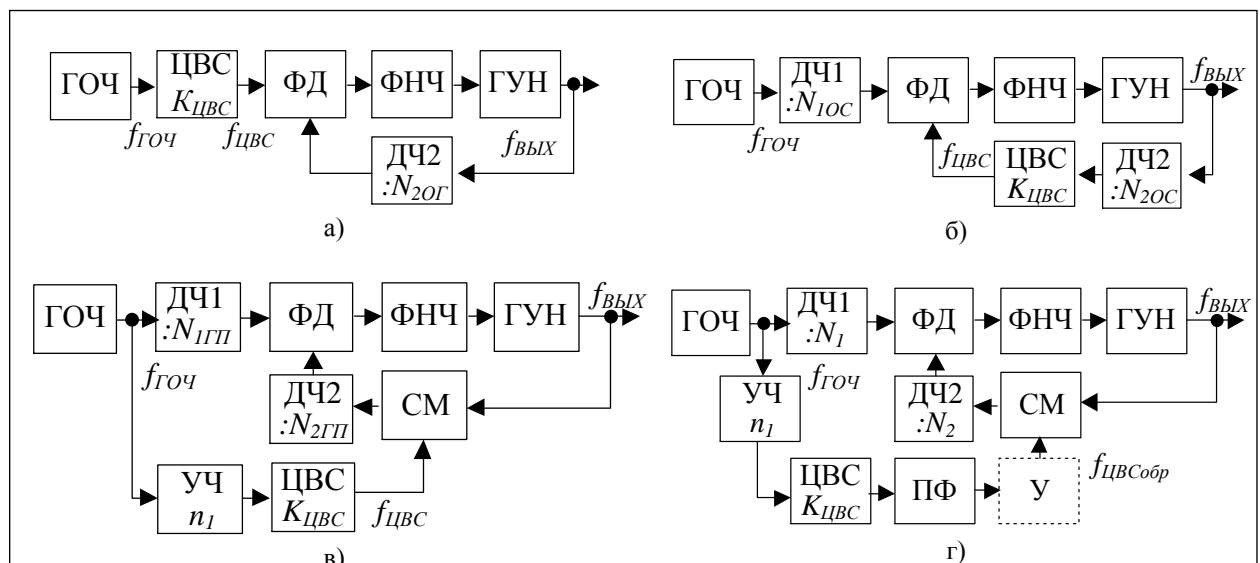 ГОЧ
ЦВС
KЦВС
ФД
ФНЧ
ГУН
fГОЧ
fЦВС
fВЫХ
ДЧ2
:N2ОГ
а)
ГОЧ
ДЧ1
:N1ОС
ФД
ФНЧ
ГУН
fВЫХ
fГОЧ
fЦВС
ЦВС
KЦВС
ДЧ2
:N2ОС
б)
ГОЧ
ДЧ1
:N1ГП
ФД
ФНЧ
ГУН
fВЫХ
fГОЧ
ДЧ2
:N2ГП
СМ
УЧ
n1
ЦВС
KЦВС
fЦВС
в)
ГОЧ
ДЧ1
:N1
ФД
ФНЧ
ГУН
fВЫХ
fГОЧ
УЧ
n1
ДЧ2
:N2
СМ
ЦВС
KЦВС
ПФ
У
fЦВСобр
г)